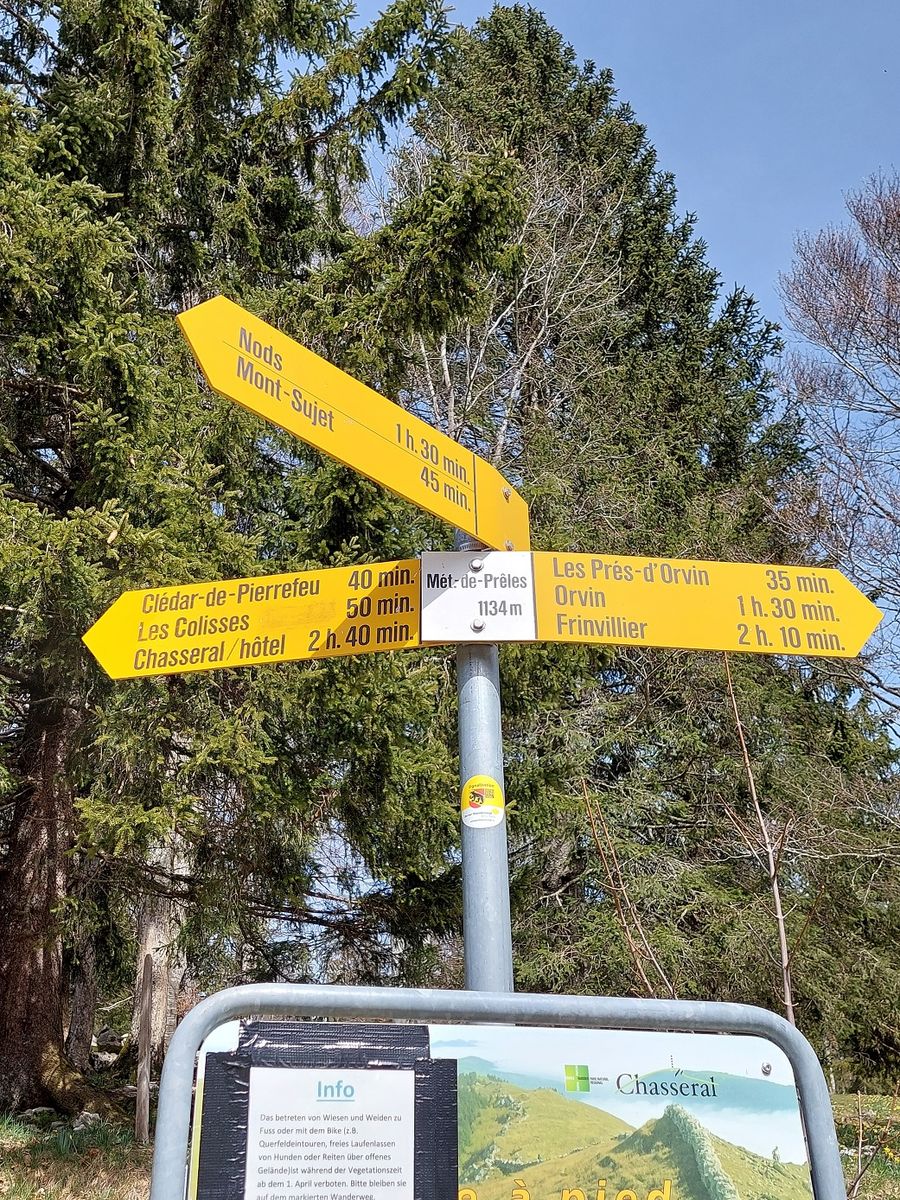 Nods 1 h. 30 min.
Mont-Sujet 45 min.
Clédar-de-Pierrefeu 40 min.
Les Colisses 50 min.
Chasseral/hôtel 2 h. 40 min.
Mét.-de-Prêles
1134 m
Les Prés-d'Orvin 35 min.
Orvin 1 h. 30 min.
Frinvillier 2 h. 10 min.
Info
Das betreten von Wiesen und Weiden zu
Fuss oder mit dem Bike (z.B.
Querfeldeintouren, freies Laufenlassen
von Hunden oder Reiten über offenes
Gelände)ist während der Vegetationszeit
ab dem 1. April verboten. Bitte bleiben sie
auf dem markierten Wanderweg.
Chasseral
à pied